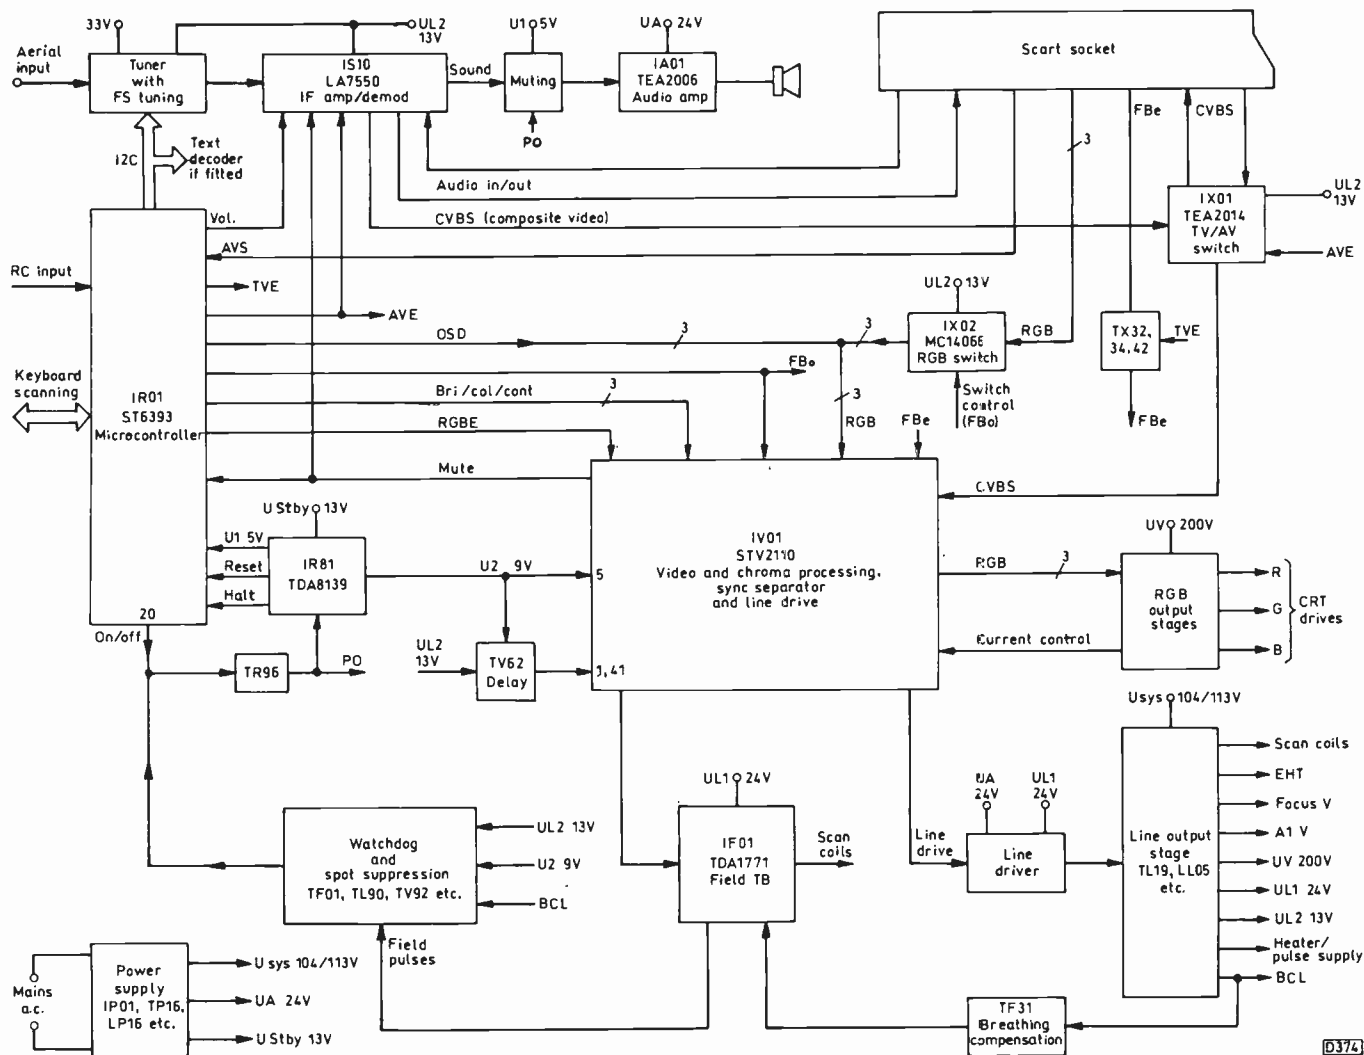 33V
UL2
13V
U1 5V
UA 24V
Aerial
input
Tuner
with
FS tuning
IS10
LA7550
IF amp/demod
Sound
Muting
IA01
TEA2006
Audio amp
Scart socket
PO
I2C
Text
decoder
if fitted
Audio in/out
3
FBe
CVBS
UL2
13V
IX01
TEA2014
TV/AV
switch
AVE
Vol.
CVBS (composite video)
AVS
RC input
TVE
AVE
UL2 13V
OSD
3
3
IX02
MC1406E
RGB switch
RGB
TX32,
34,42
TVE
FBo
Switch
control
(FBo)
FBe
Keyboard
scanning
IR01
ST6393
Microcontroller
Bri/col/cont
3
3
RGB
FBe
RGBE
Mute
CVBS
UStby 13V
U1 5V
Reset
Halt
IR81
TDA8139
U2 9V
5
IV01
STV2110
Video and chroma processing,
sync separator
and line drive
RGB
3
UV 200V
RGB
output
stages
R
G
B
CRT
drives
Current control
20
On/off
TR96
PO
UL2
13V
TV62
Delay
3,41
Usys 104/113V
Watchdog
and
spot suppression
TF01, TL90, TV92 etc.
UL2 13V
U2 9V
BCL
UL1 24V
IF01
TDA1771
Field TB
Scan
coils
Line
drive
UA
24V
UL1
24V
Line
driver
Line output
stage
TL19, LL05
etc.
Scan coils
EHT
Focus V
A1 V
UV 200V
UL1 24V
UL2 13V
Heater/
pulse supply
BCL
Field
pulses
Mains
a.c.
Power
supply
IP01, TP16,
LP16 etc.
Usys 104/113V
UA 24V
UStby 13V
TF31
Breathing
compensation
D374